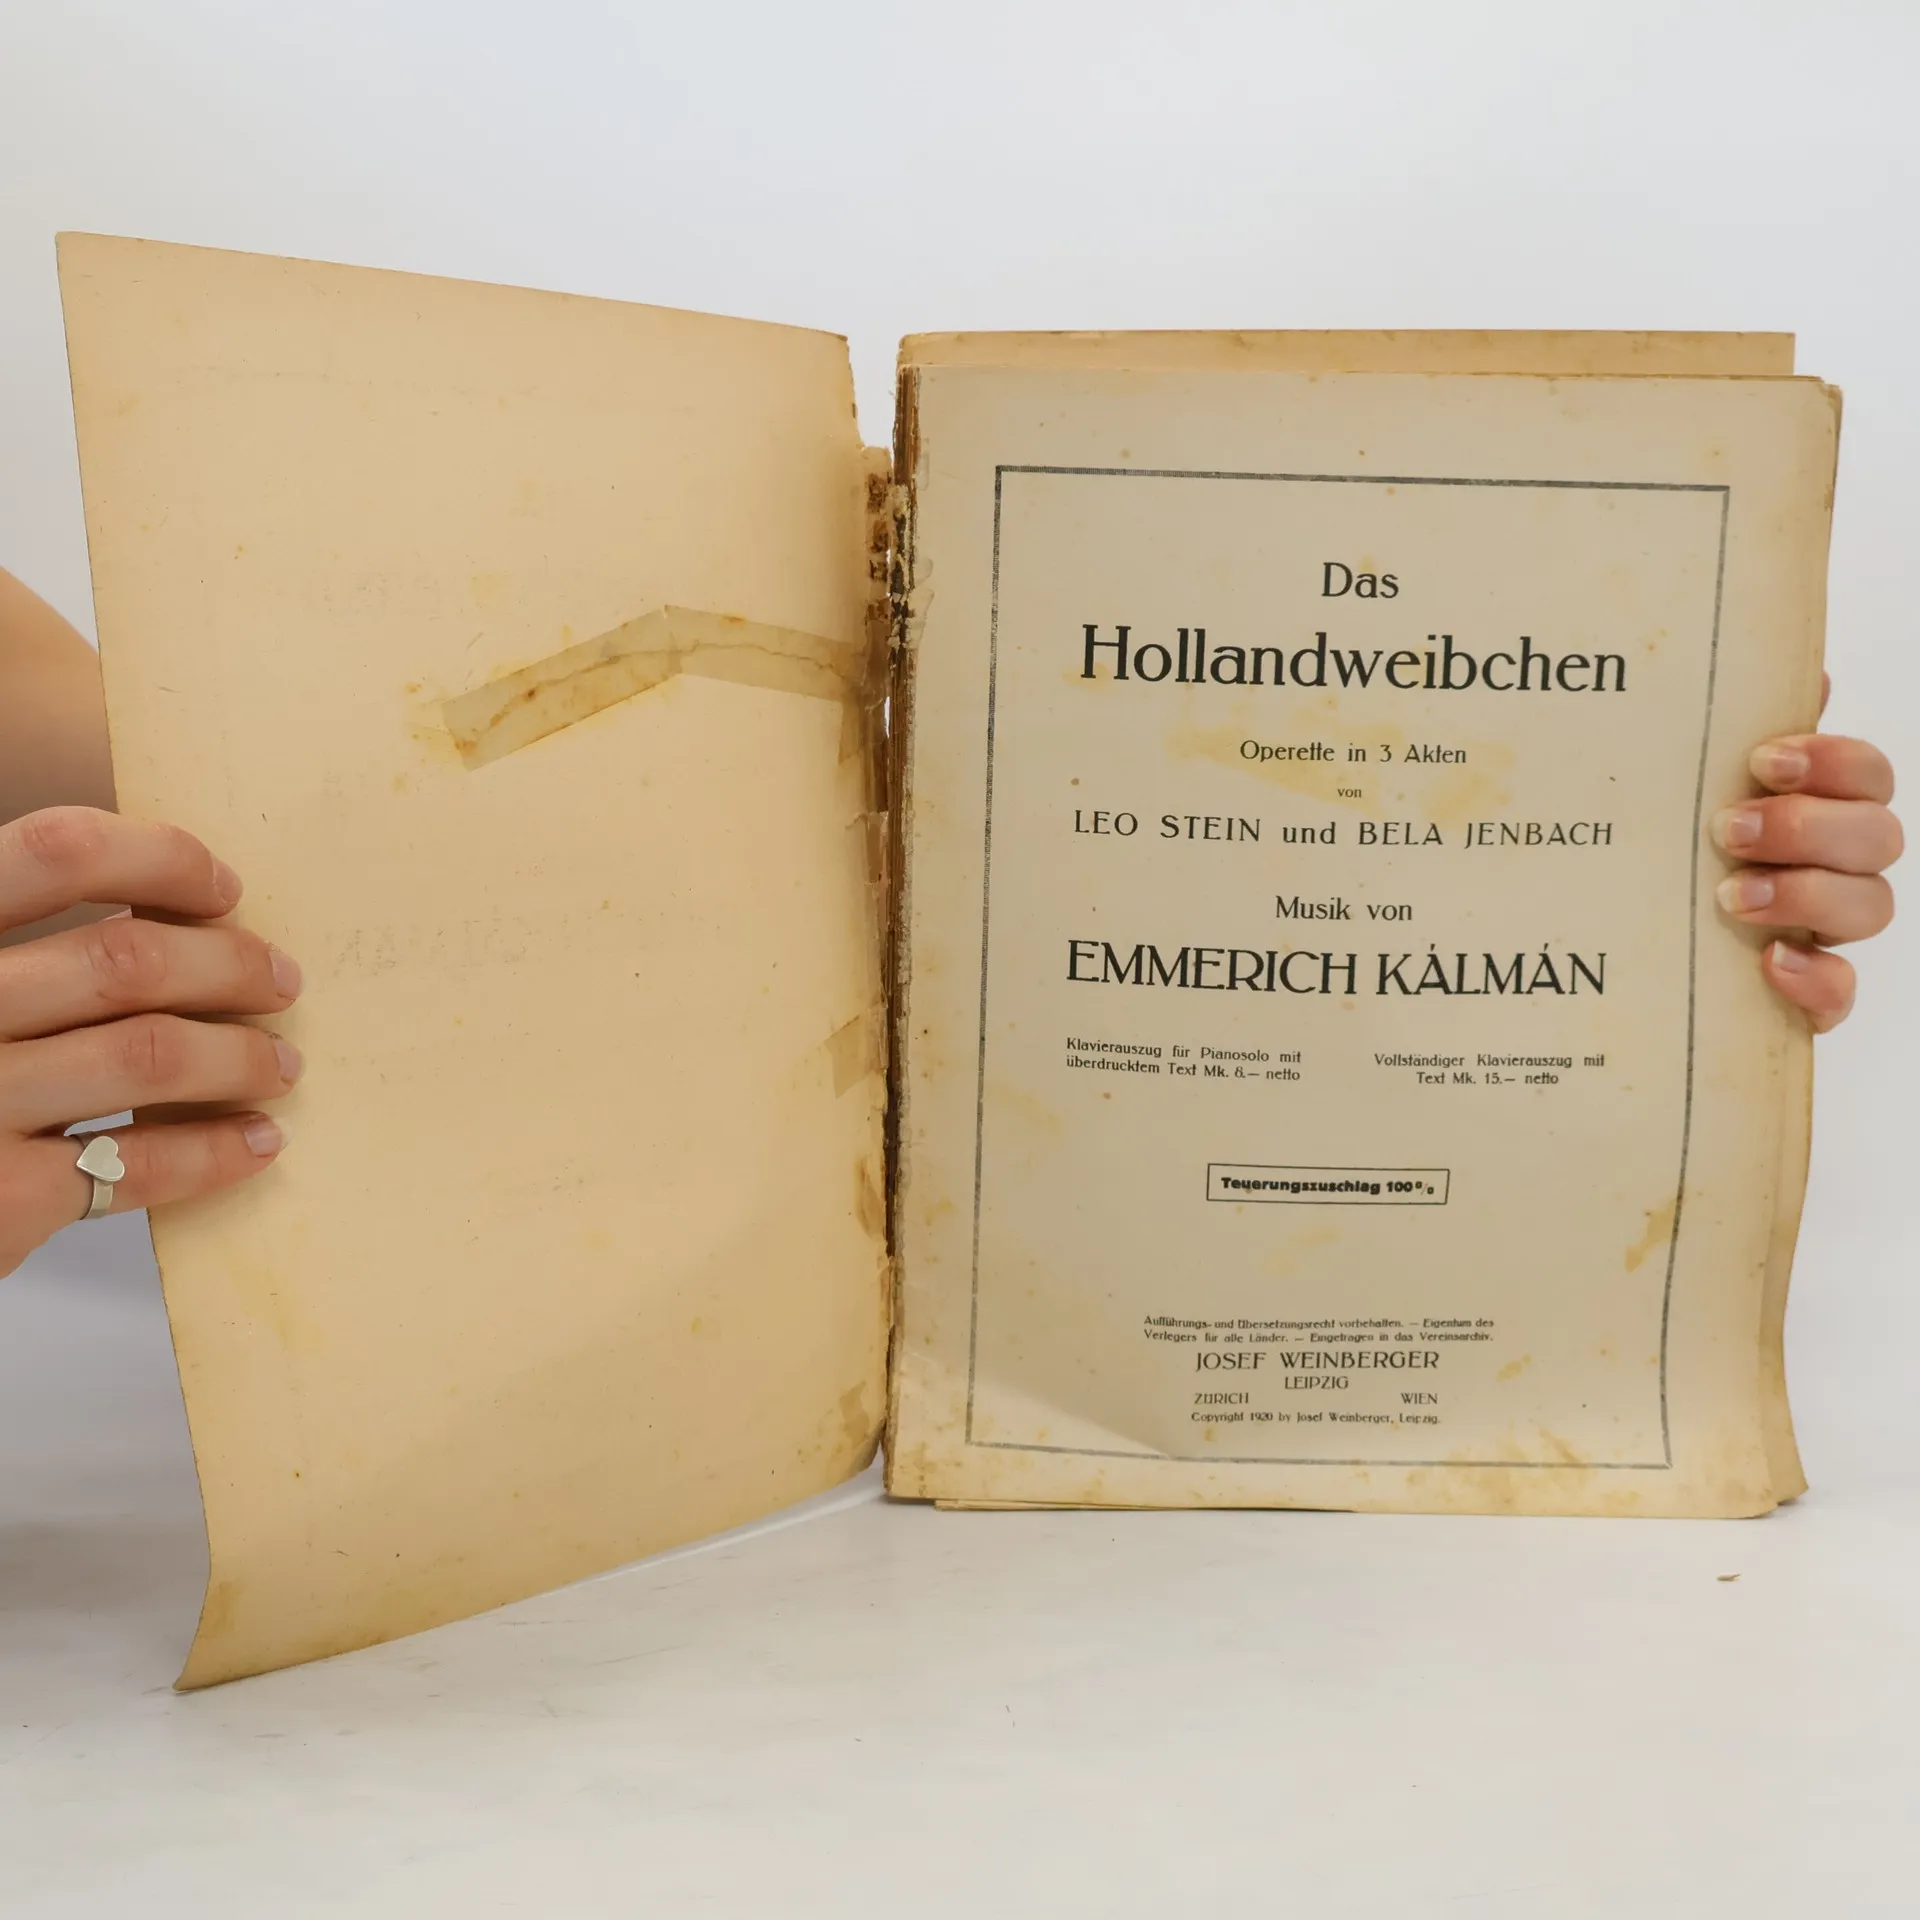 Das
Hollandweibchen
Operette in 3 Akten
von
LEO STEIN und BELA JENBACH
Musik von
EMMERICH KÁLMÁN
Klavierauszug für Pianosolo mit
überdrucktem Text Mk. 8.— netto
Vollständiger Klavierauszug mit
Text Mk. 15.— netto
Teuerungszuschlag 100%
Aufführungs- und Übersetzungsrecht vorbehalten. — Eigentum des
Verlegers für alle Länder. — Eingetragen in das Vereinsarchiv.
JOSEF WEINBERGER
LEIPZIG
ZÜRICH WIEN
Copyright 1920 by Josef Weinberger, Leipzig.